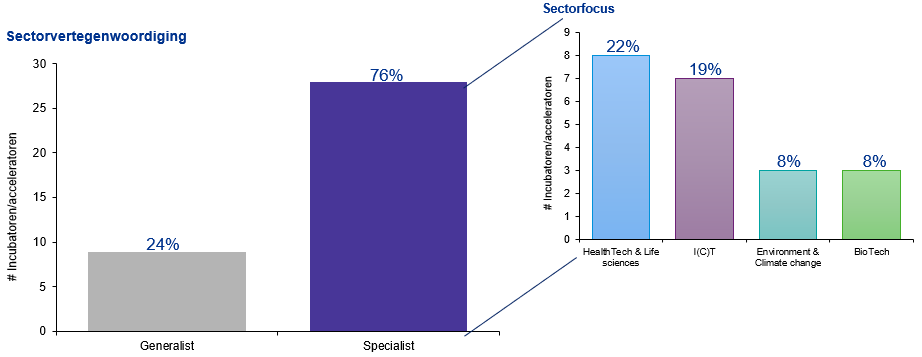 Sectorvertegenwoordiging
# Incubatoren/acceleratoren
30
25
20
15
10
5
0
24%
76%
Generalist
Specialist
Sectorfocus
# Incubatoren/acceleratoren
9
8
7
6
5
4
3
2
1
0
22%
19%
8%
8%
HealthTech & Life
sciences
I(C)T
Environment &
Climate change
BioTech